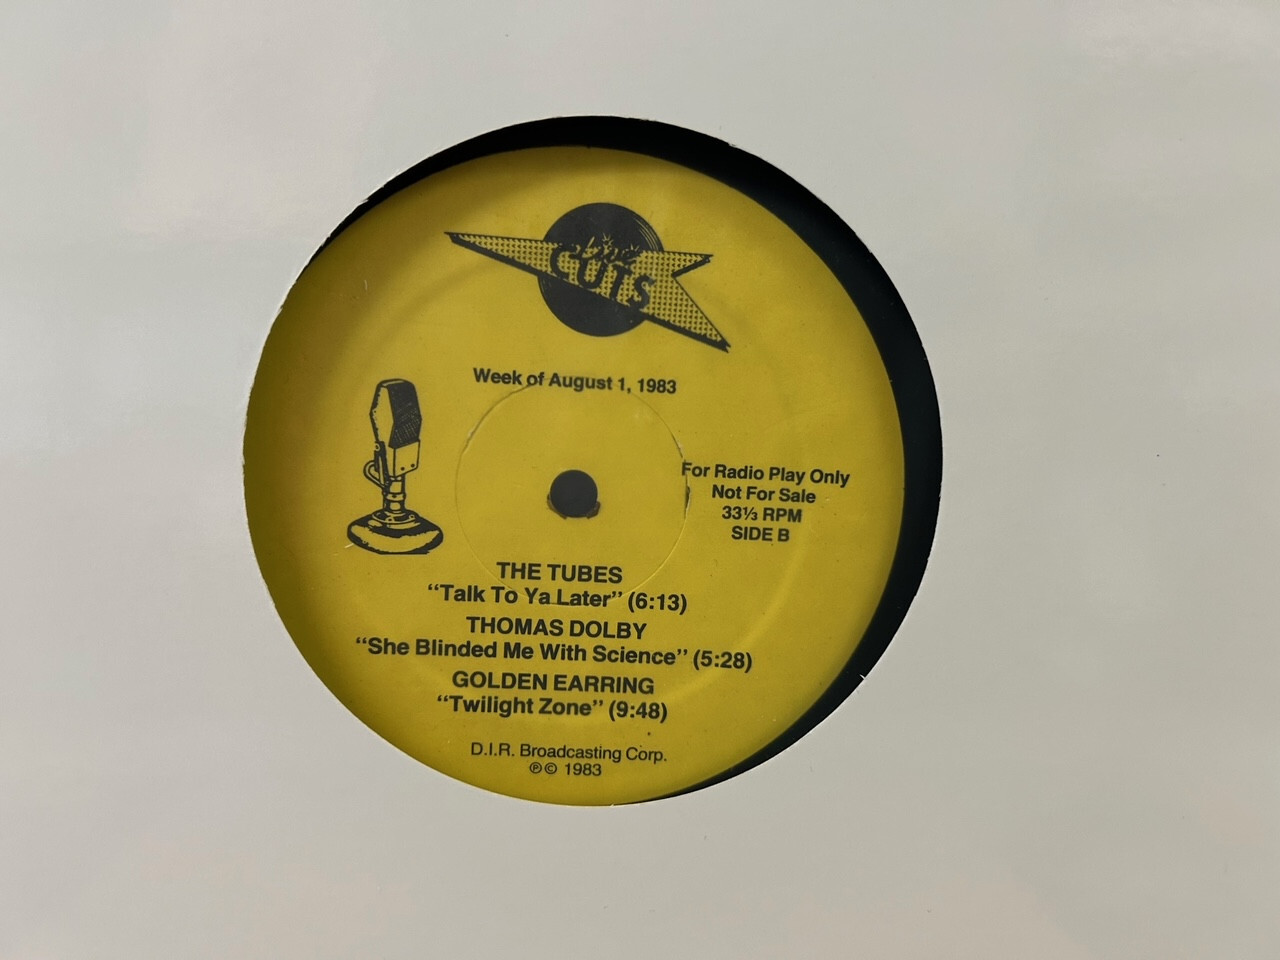 Live
CUTS
Week of August 1, 1983
For Radio Play Only
Not For Sale
33⅓ RPM
SIDE B
THE TUBES
“Talk To Ya Later” (6:13)
THOMAS DOLBY
“She Blinded Me With Science” (5:28)
GOLDEN EARRING
“Twilight Zone” (9:48)
D.I.R. Broadcasting Corp.
℗© 1983